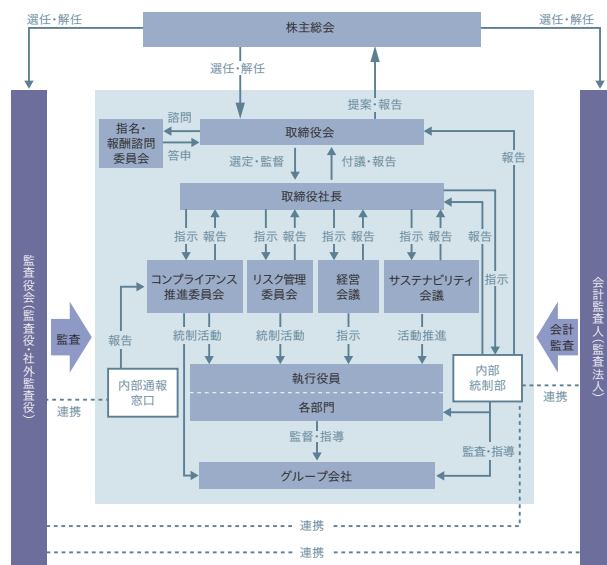 選任・解任
株主総会
選任・解任
選任・解任
提案・報告
諮問
指名・
報酬諮問
委員会
答申
取締役会
報告
選定・監督
付議・報告
取締役社長
指示
報告
指示
報告
指示
報告
指示
報告
報告
指示
コンプライアンス
推進委員会
リスク管理
委員会
経営
会議
サステナビリティ
会議
監査役会(監査役・社外監査役)
監査
報告
統制活動
統制活動
指示
活動推進
会計
監査
会計監査人(監査法人)
内部通報
窓口
執行役員
各部門
内部
統制部
連携
連携
監督・指導
監査・指導
グループ会社
連携
連携